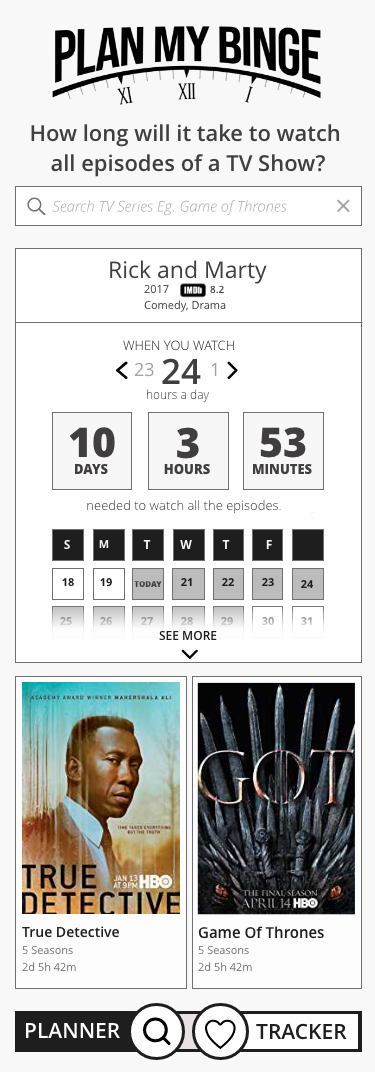 PLAN MY BINGE
XI XII I
How long will it take to watch
all episodes of a TV Show?
Search TV Series Eg. Game of Thrones
Rick and Marty
2017 IMDb 8.2
Comedy, Drama
WHEN YOU WATCH
23 24 1
hours a day
10 3 53
DAYS HOURS MINUTES
needed to watch all the episodes.
S M T W T F
18 19 TODAY 21 22 23 24
25 26 27 28 29 30 31
SEE MORE
ACADEMY AWARD WINNER MAHERSHALA ALI
TIME TAKES EVERYTHING
BUT THE TRUTH
TRUE
DETECTIVE
JAN 13
AT 9PM HBO
True Detective
5 Seasons
2d 5h 42m
GOT
THE FINAL SEASON
APRIL 14 HBO
Game Of Thrones
5 Seasons
2d 5h 42m
PLANNER TRACKER